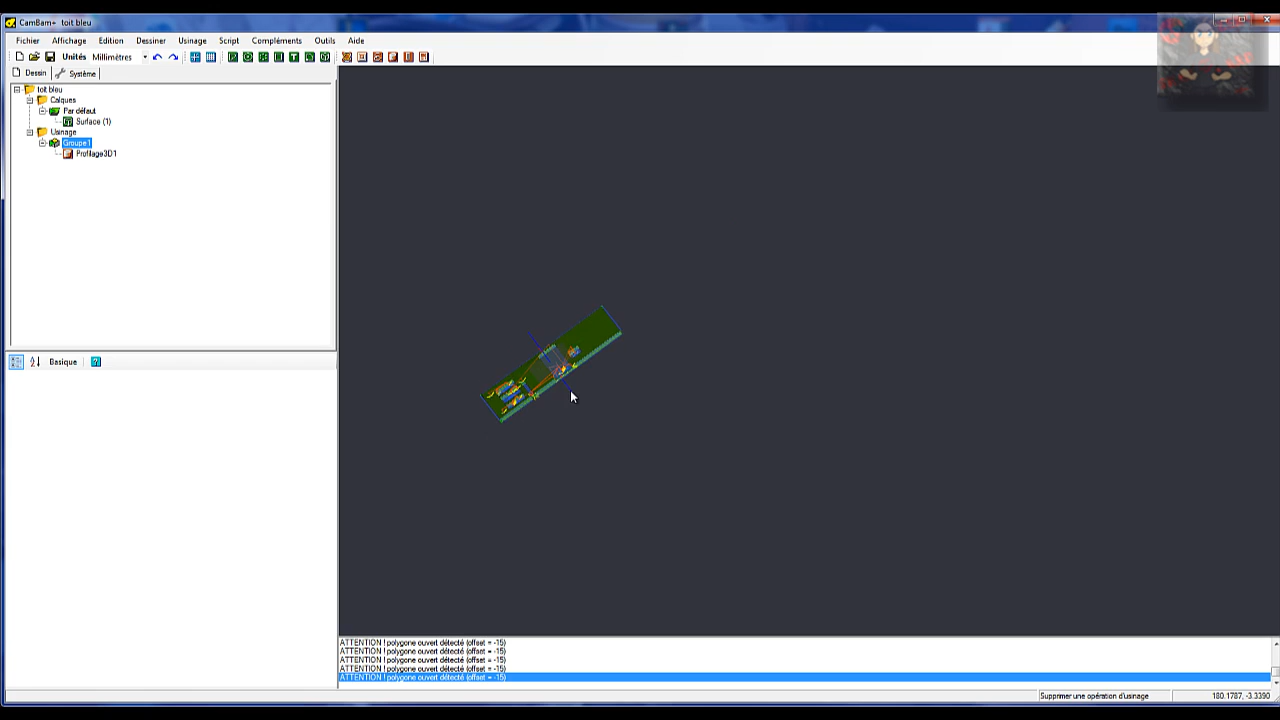 CamBam+ toit bleu
Fichier Affichage Edition Dessiner Usinage Script Compléments Outils Aide
Unités Millimètres
Dessin Système
toit bleu
Calques
Par défaut
Surface (1)
Usinage
Groupe1
Profilage3D1
Basique
ATTENTION ! polygone ouvert détecté (offset = -15)
ATTENTION ! polygone ouvert détecté (offset = -15)
ATTENTION ! polygone ouvert détecté (offset = -15)
ATTENTION ! polygone ouvert détecté (offset = -15)
ATTENTION ! polygone ouvert détecté (offset = -15)
Supprimer une opération d'usinage 180.1787, -3.3390